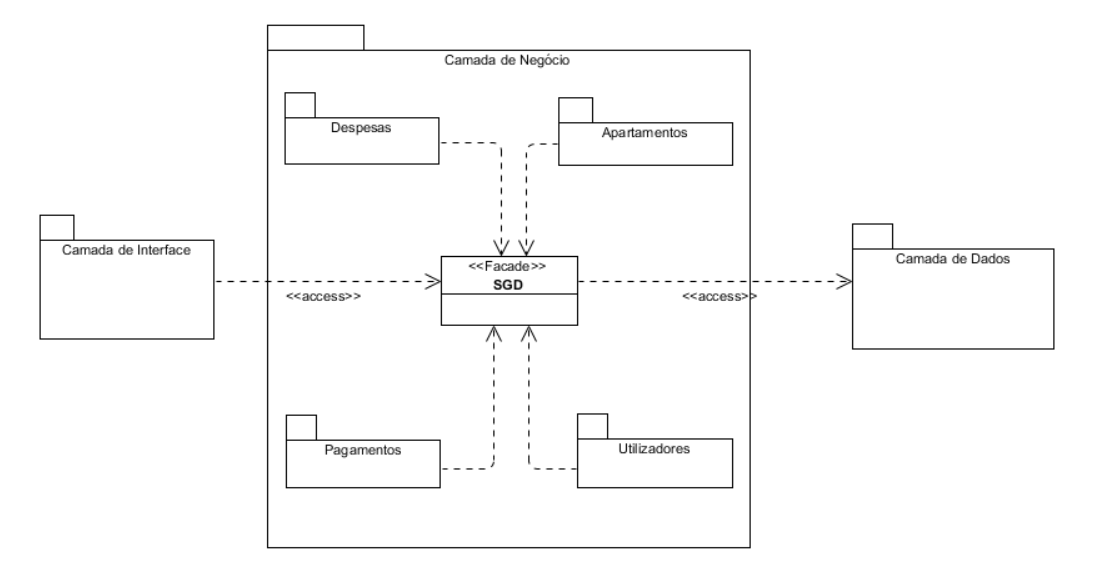 Camada de Negócio
Despesas
Apartamentos
Camada de Interface
<<Facade>>
SGD
Camada de Dados
<<access>>
<<access>>
Pagamentos
Utilizadores